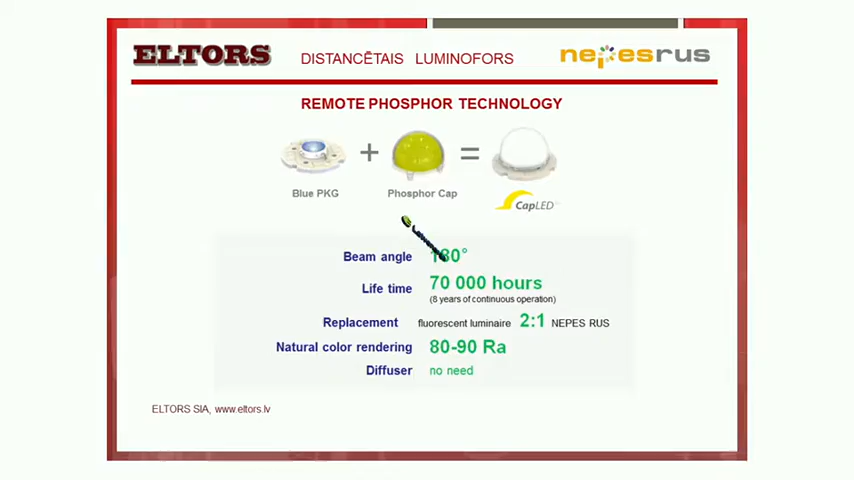 ELTORS DISTANCĒTAIS LUMINOFORS nepesrus
REMOTE PHOSPHOR TECHNOLOGY
+ =
Blue PKG Phosphor Cap CapLED
Beam angle 180°
Life time 70 000 hours
(8 years of continuous operation)
Replacement fluorescent luminaire 2:1 NEPES RUS
Natural color rendering 80-90 Ra
Diffuser no need
ELTORS SIA, www.eltors.lv